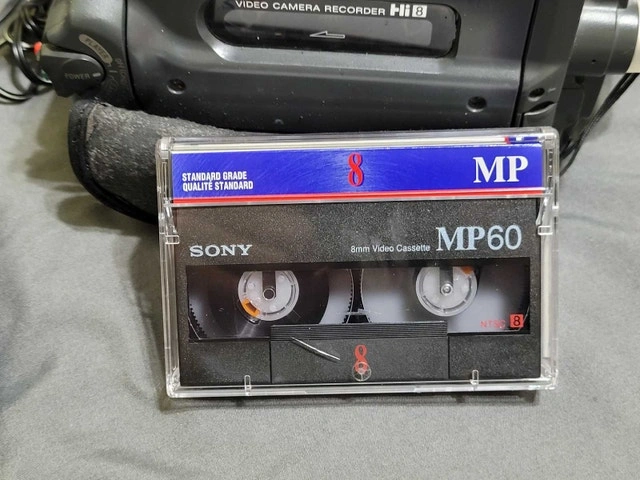 VIDEO CAMERA RECORDER Hi8
POWER
STANDARD GRADE
QUALITÉ STANDARD
8
MP
SONY
8mm Video Cassette MP60
NTSC 8
8